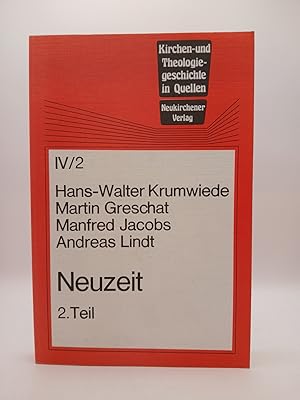 Kirchen-und
Theologie-
geschichte
in Quellen
Neukirchener
Verlag
IV/2
Hans-Walter Krumwiede
Martin Greschat
Manfred Jacobs
Andreas Lindt
Neuzeit
2.Teil